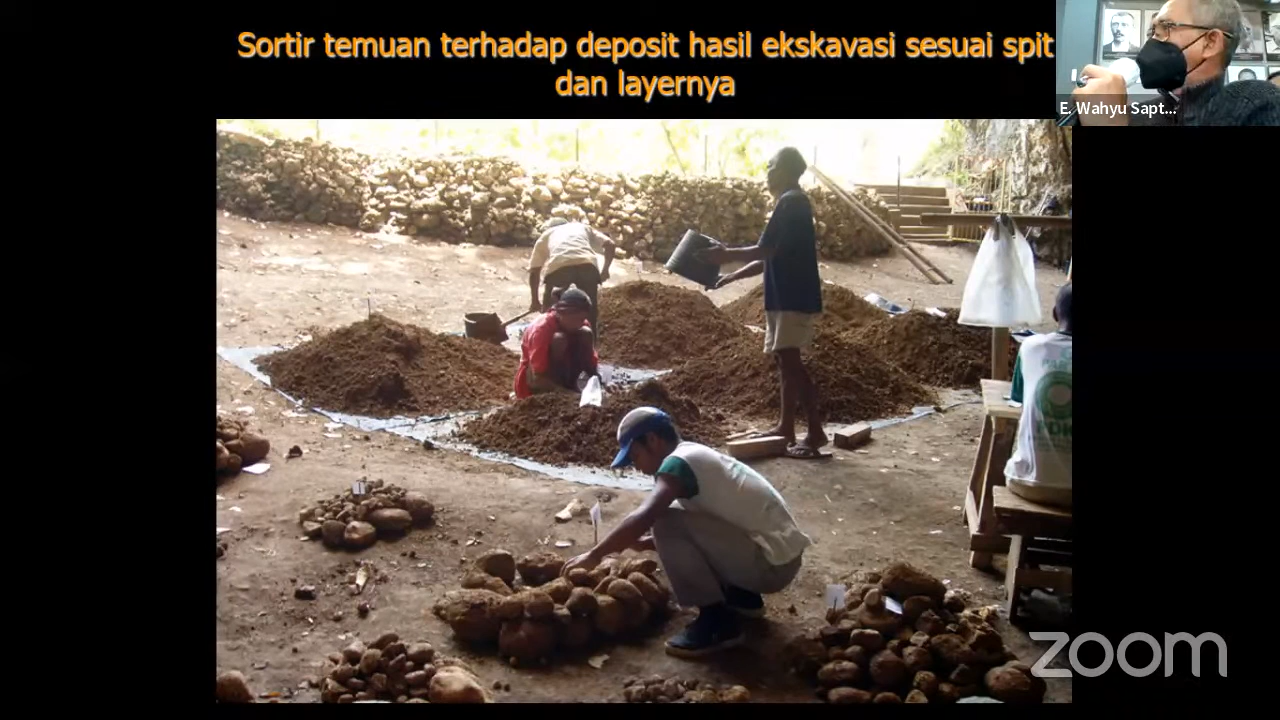 Sortir temuan terhadap deposit hasil ekskavasi sesuai spit
dan layernya
E. Wahyu Sapt...
zoom